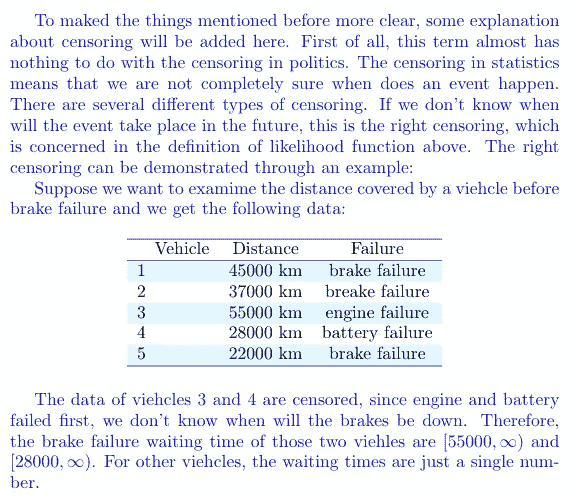 To maked the things mentioned before more clear, some explanation
about censoring will be added here. First of all, this term almost has
nothing to do with the censoring in politics. The censoring in statistics
means that we are not completely sure when does an event happen.
There are several different types of censoring. If we don't know when
will the event take place in the future, this is the right censoring, which
is concerned in the definition of likelihood function above. The right
censoring can be demonstrated through an example:
Suppose we want to examime the distance covered by a viehcle before
brake failure and we get the following data:
Vehicle Distance Failure
1 45000 km brake failure
2 37000 km breake failure
3 55000 km engine failure
4 28000 km battery failure
5 22000 km brake failure
The data of viehcles 3 and 4 are censored, since engine and battery
failed first, we don't know when will the brakes be down. Therefore,
the brake failure waiting time of those two viehles are [55000, ∞) and
[28000, ∞). For other viehcles, the waiting times are just a single num-
ber.